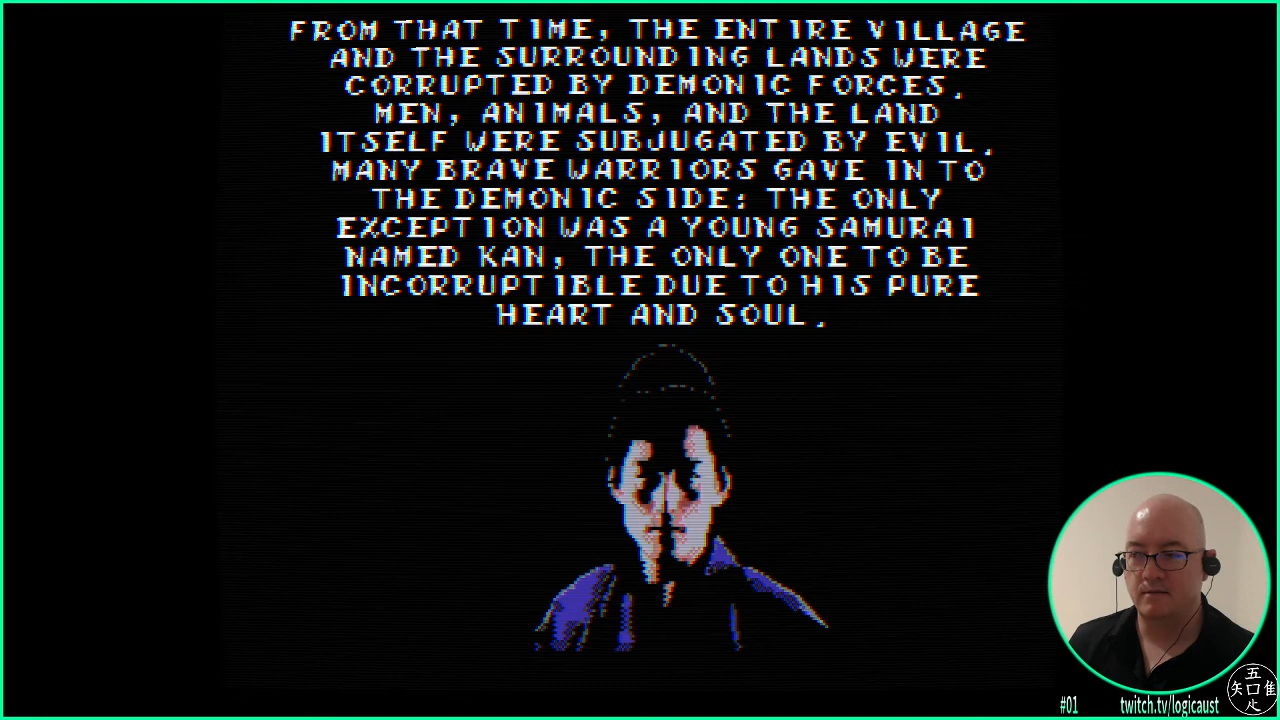 FROM THAT TIME, THE ENTIRE VILLAGE
AND THE SURROUNDING LANDS WERE
CORRUPTED BY DEMONIC FORCES.
MEN, ANIMALS, AND THE LAND
ITSELF WERE SUBJUGATED BY EVIL.
MANY BRAVE WARRIORS GAVE IN TO
THE DEMONIC SIDE; THE ONLY
EXCEPTION WAS A YOUNG SAMURAI
NAMED KAN, THE ONLY ONE TO BE
INCORRUPTIBLE DUE TO HIS PURE
HEART AND SOUL.
#01 twitch.tv/logicaust
五
矢口隹
止